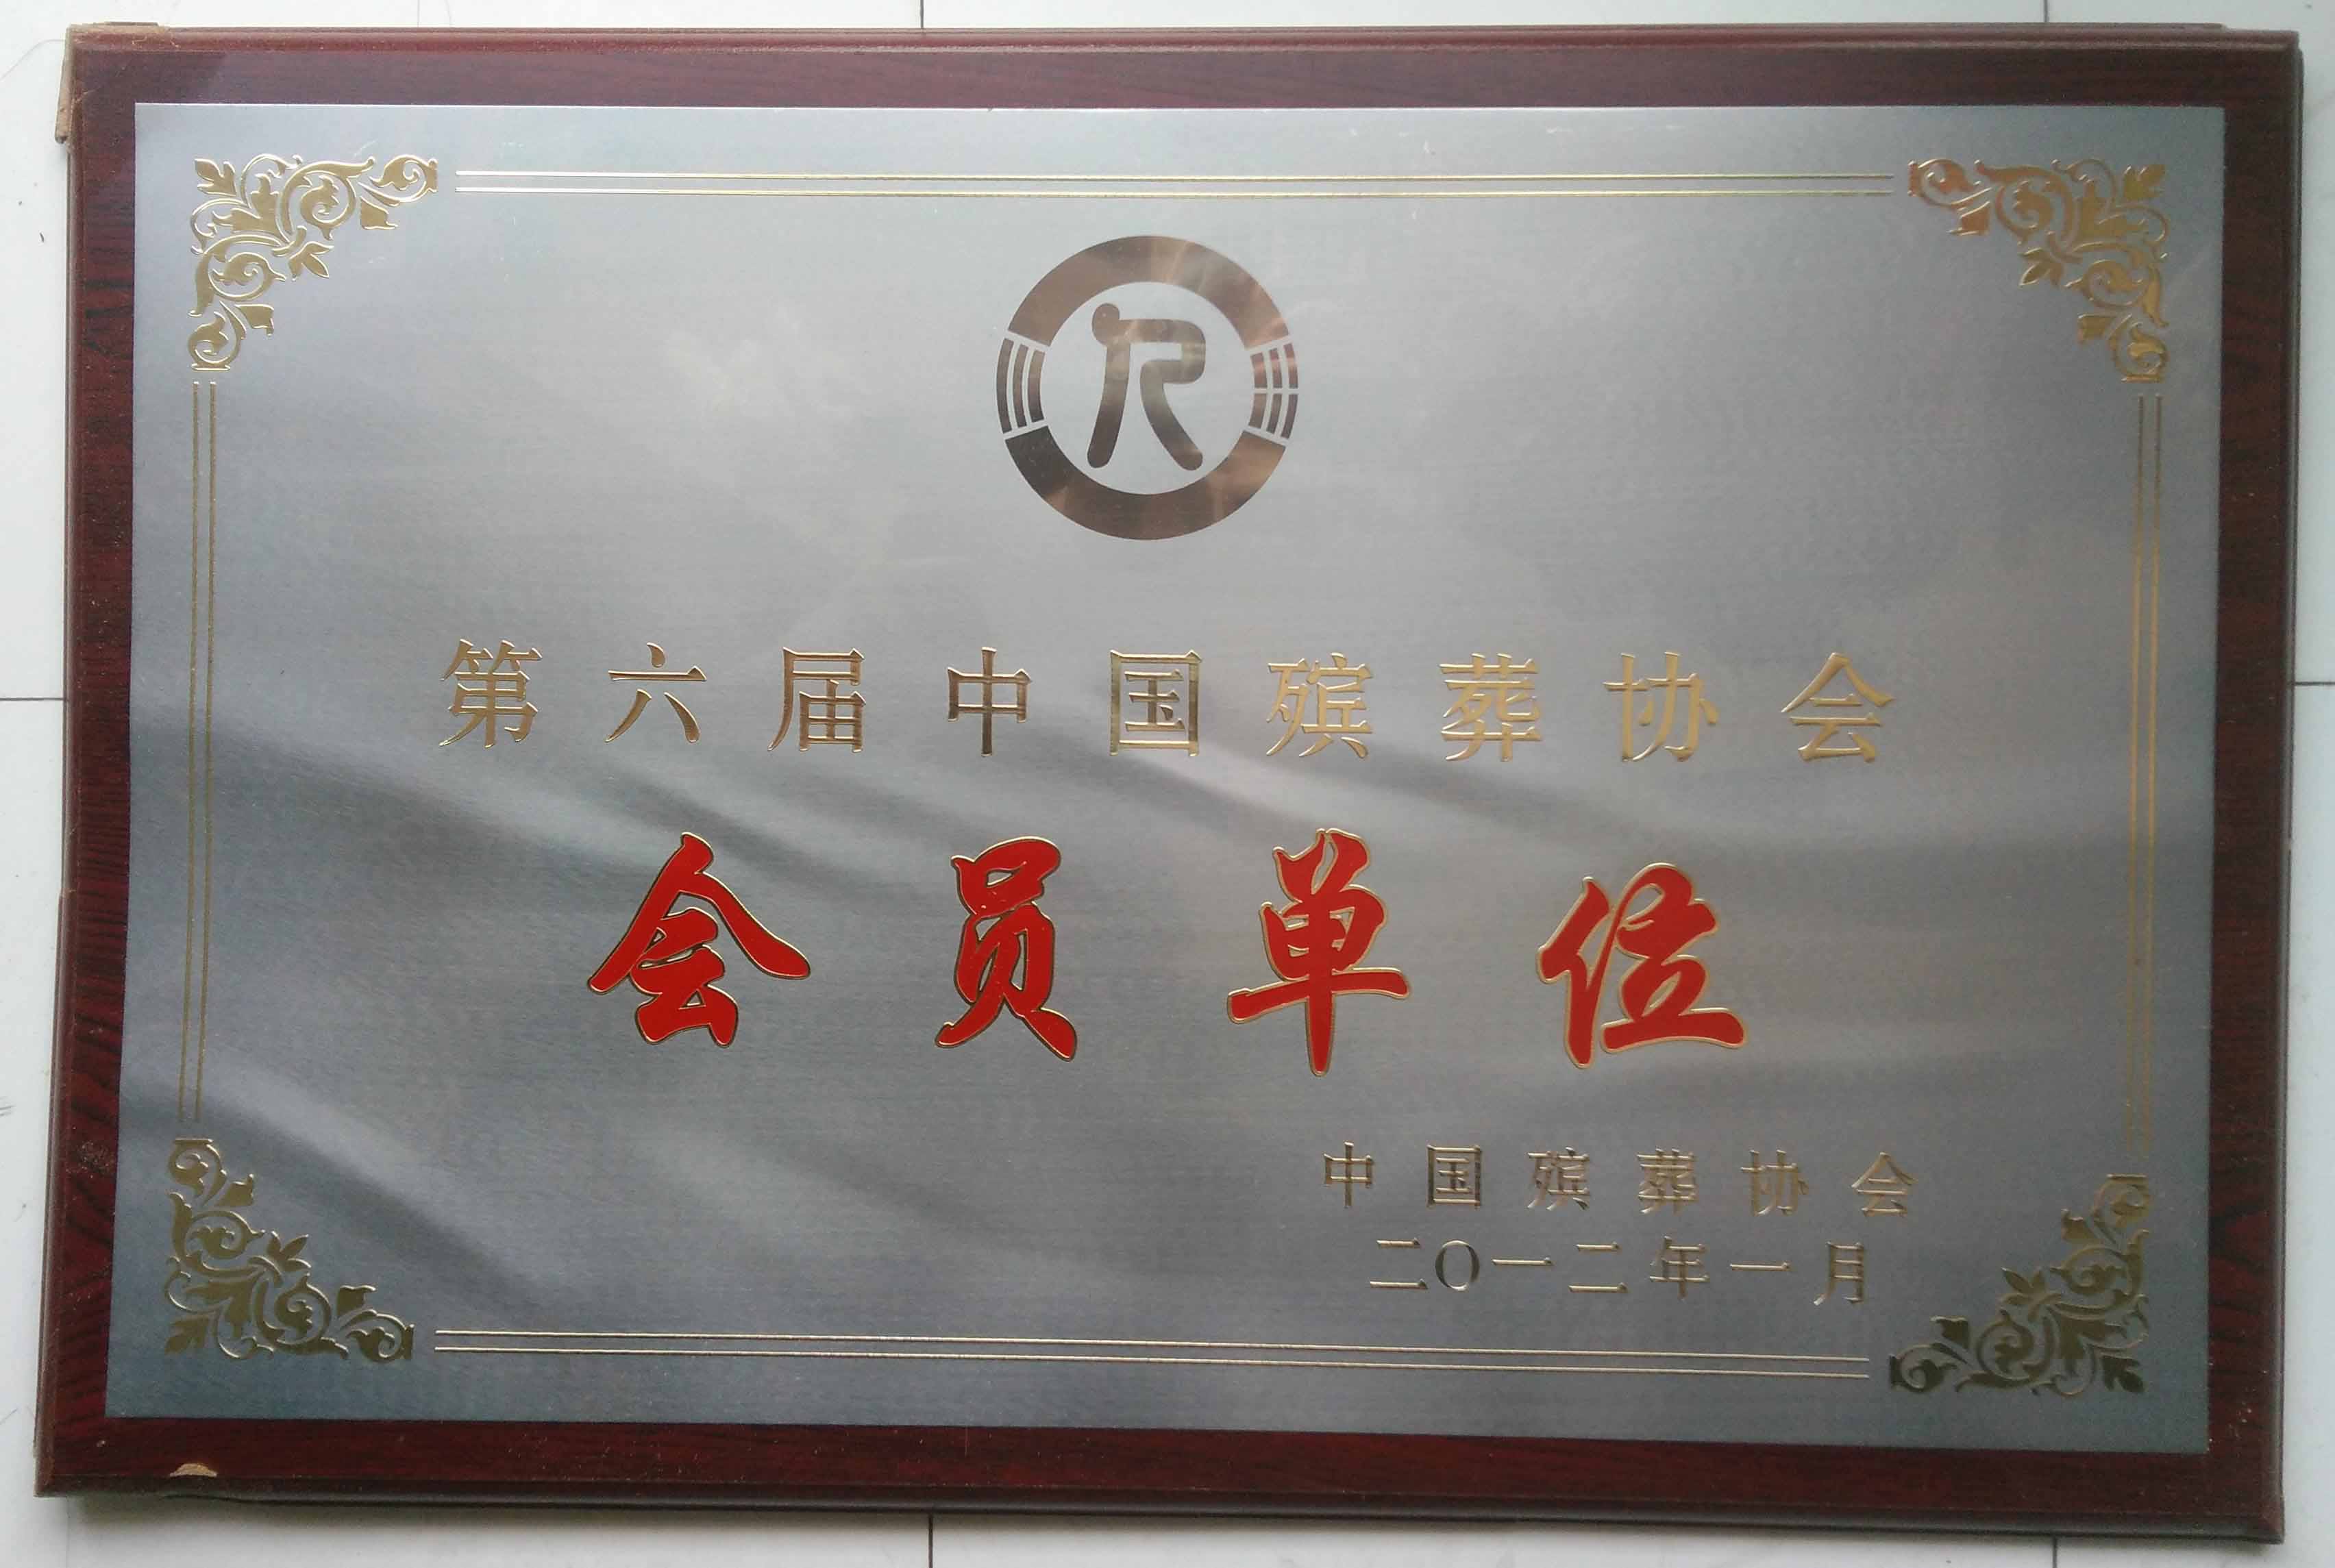 第六届中国殡葬协会
会员单位
中国殡葬协会
二〇一二年一月